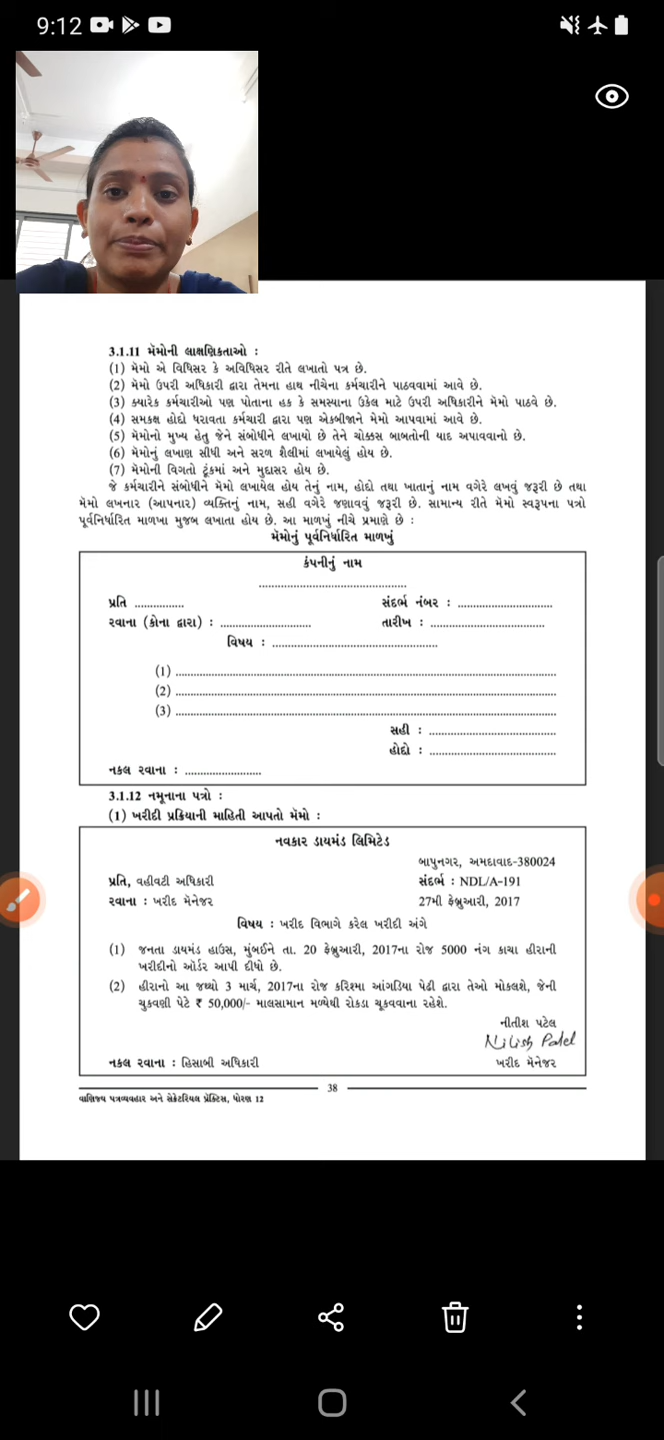 9:12
3.1.11 મૅમોની લાક્ષણિકતાઓ :
(1) મૅમો એ વિધિસર કે અવિધિસર રીતે લખાતો પત્ર છે.
(2) મૅમો ઉપરી અધિકારી દ્વારા તેમના હાથ નીચેના કર્મચારીને પાઠવવામાં આવે છે.
(3) ક્યારેક કર્મચારીઓ પણ પોતાના હક કે સમસ્યાના ઉકેલ માટે ઉપરી અધિકારીને મૅમો પાઠવે છે.
(4) સમકક્ષ હોદ્દો ધરાવતા કર્મચારી દ્વારા પણ એકબીજાને મેમો આપવામાં આવે છે.
(5) મૅમોનો મુખ્ય હેતુ જેને સંબોધીને લખાયો છે તેને ચોક્કસ બાબતોની યાદ અપાવવાનો છે.
(6) મૅમોનું લખાણ સીધી અને સરળ શૈલીમાં લખાયેલું હોય છે.
(7) મૅમોની વિગતો ટૂંકમાં અને મુદ્દાસર હોય છે.
જે કર્મચારીને સંબોધીને મૅમો લખાયેલ હોય તેનું નામ, હોદ્દો તથા ખાતાનું નામ વગેરે લખવું જરૂરી છે તથા
મૅમો લખનાર (આપનાર) વ્યક્તિનું નામ, સહી વગેરે જણાવવું જરૂરી છે. સામાન્ય રીતે મૅમો સ્વરૂપના પત્રો
પૂર્વનિર્ધારિત માળખા મુજબ લખાતા હોય છે. આ માળખું નીચે પ્રમાણે છે :
મૅમોનું પૂર્વનિર્ધારિત માળખું
કંપનીનું નામ
..........................................
પ્રતિ .............. સંદર્ભ નંબર : ...........................
રવાના (કોના દ્વારા) : .......................... તારીખ : ................................
વિષય : ...............................................
(1) ..............................................................................................................
(2) ..............................................................................................................
(3) ..............................................................................................................
સહી : ....................................
હોદ્દો : ....................................
નકલ રવાના : ......................
3.1.12 નમૂનાના પત્રો :
(1) ખરીદી પ્રક્રિયાની માહિતી આપતો મૅમો :
નવકાર ડાયમંડ લિમિટેડ
બાપુનગર, અમદાવાદ-380024
પ્રતિ, વહીવટી અધિકારી સંદર્ભ : NDL/A-191
રવાના : ખરીદ મૅનેજર 27મી ફેબ્રુઆરી, 2017
વિષય : ખરીદ વિભાગે કરેલ ખરીદી અંગે
(1) જનતા ડાયમંડ હાઉસ, મુંબઈને તા. 20 ફેબ્રુઆરી, 2017ના રોજ 5000 નંગ કાચા હીરાની
ખરીદીનો ઑર્ડર આપી દીધો છે.
(2) હીરાનો આ જથ્થો 3 માર્ચ, 2017ના રોજ કરિશ્મા આંગડિયા પેઢી દ્વારા તેઓ મોકલશે, જેની
ચુકવણી પેટે ₹ 50,000/- માલસામાન મળ્યેથી રોકડા ચૂકવવાના રહેશે.
નીતીશ પટેલ
Nitish Patel
નકલ રવાના : હિસાબી અધિકારી ખરીદ મૅનેજર
38
વાણિજ્ય પત્રવ્યવહાર અને સેક્રેટરિયલ પ્રૅક્ટિસ, ધોરણ 12